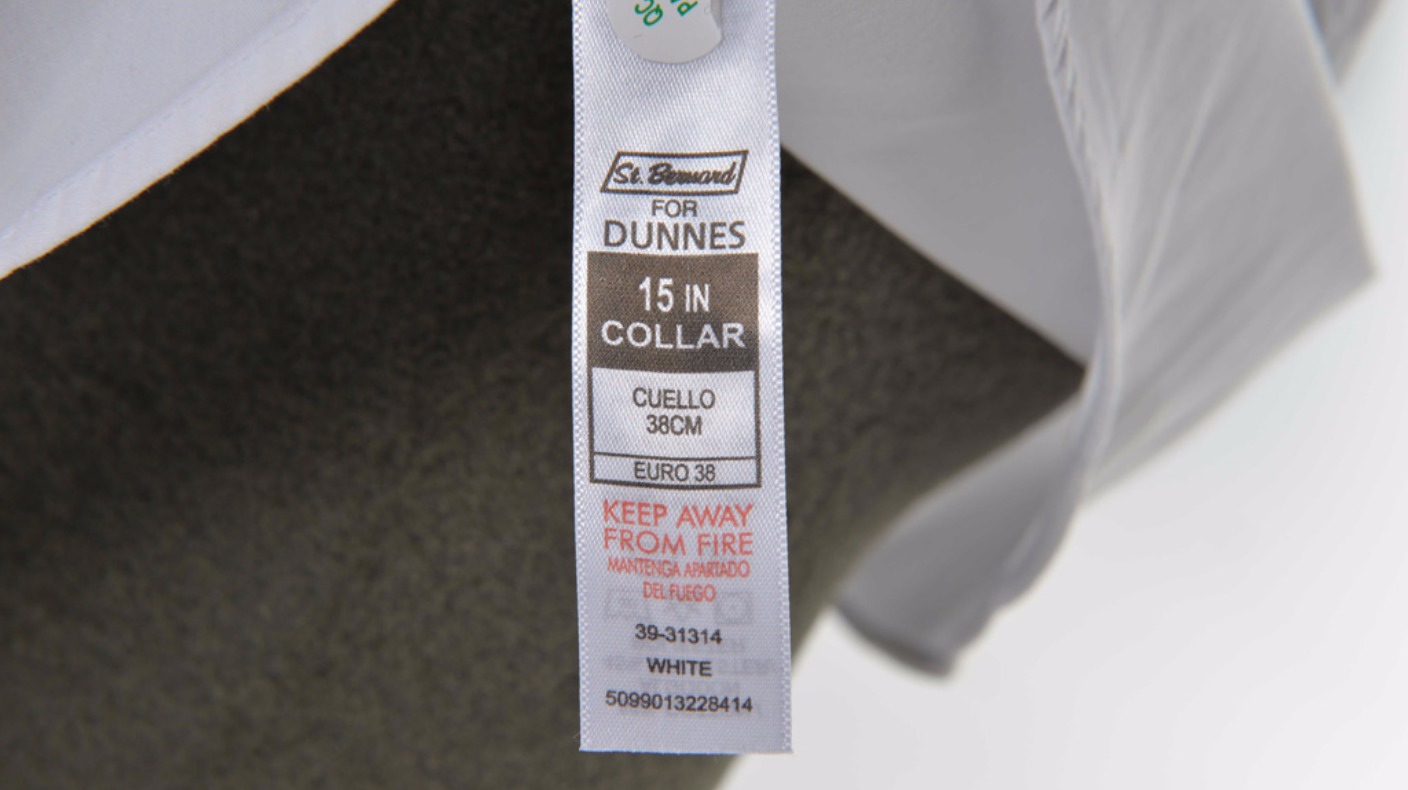 QC
St. Bernard
FOR
DUNNES
15 IN
COLLAR
CUELLO
38CM
EURO 38
KEEP AWAY
FROM FIRE
MANTENGA APARTADO
DEL FUEGO
39-31314
WHITE
5099013228414